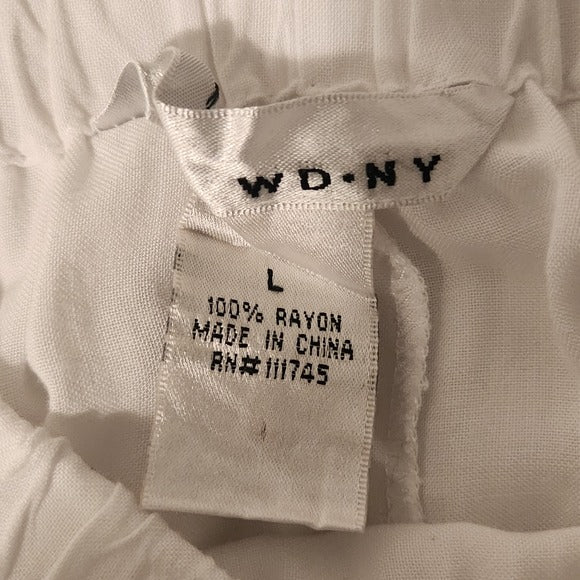 WD•NY
L
100% RAYON
MADE IN CHINA
RN# 111745